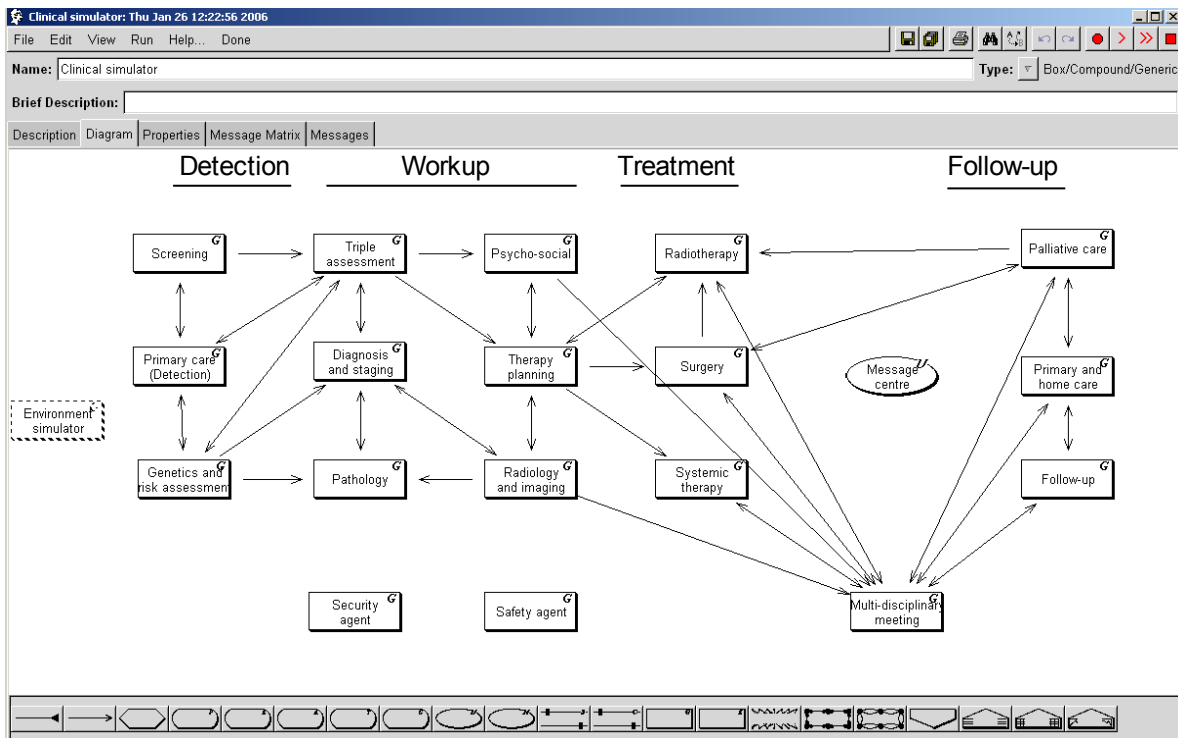 Clinical simulator: Thu Jan 26 12:22:56 2006
File Edit View Run Help... Done
Name: Clinical simulator Type: Box/Compound/Generic
Brief Description:
Description Diagram Properties Message Matrix Messages
Detection Workup Treatment Follow-up
Screening G
Triple
assessment G
Psycho-social G
Radiotherapy G
Palliative care G
Primary care
(Detection) G
Diagnosis
and staging G
Therapy
planning G
Surgery G
Message
centre
Primary and
home care G
Environment
simulator
Genetics and
risk assessment G
Pathology G
Radiology
and imaging G
Systemic
therapy G
Follow-up G
Security
agent G
Safety agent G
Multi-disciplinary
meeting G